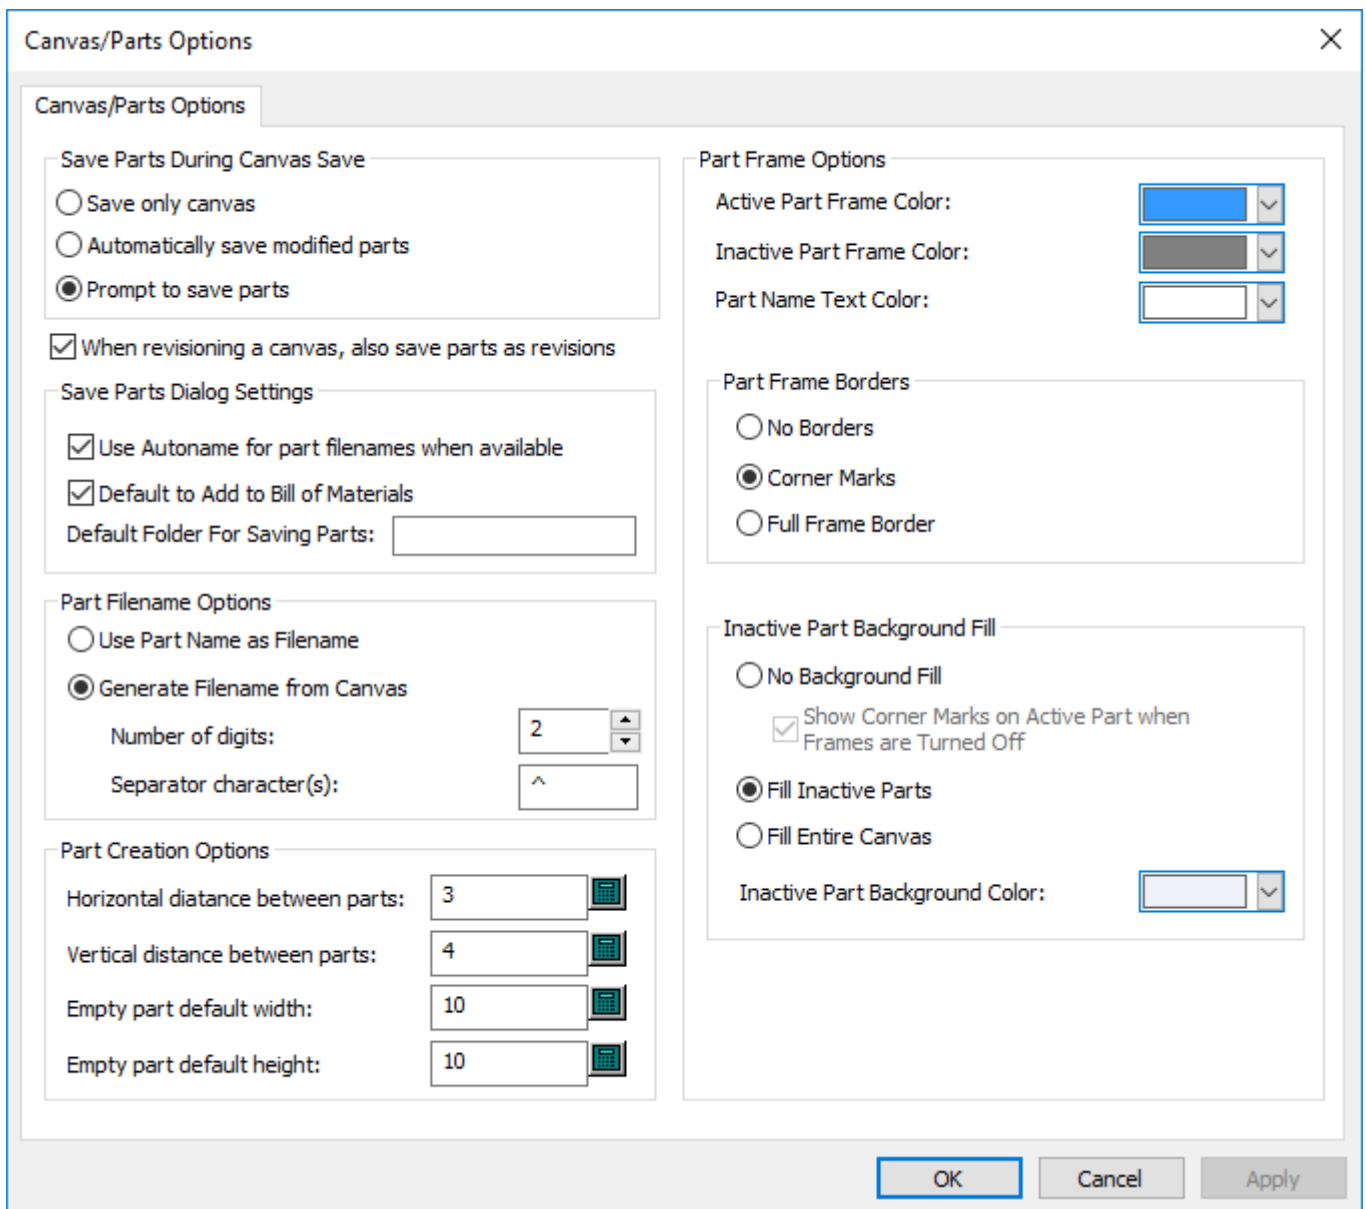 Canvas/Parts Options
Canvas/Parts Options
Save Parts During Canvas Save
Save only canvas
Automatically save modified parts
Prompt to save parts
When revisioning a canvas, also save parts as revisions
Save Parts Dialog Settings
Use Autoname for part filenames when available
Default to Add to Bill of Materials
Default Folder For Saving Parts:
Part Filename Options
Use Part Name as Filename
Generate Filename from Canvas
Number of digits: 2
Separator character(s): ^
Part Creation Options
Horizontal diatance between parts: 3
Vertical distance between parts: 4
Empty part default width: 10
Empty part default height: 10
Part Frame Options
Active Part Frame Color:
Inactive Part Frame Color:
Part Name Text Color:
Part Frame Borders
No Borders
Corner Marks
Full Frame Border
Inactive Part Background Fill
No Background Fill
Show Corner Marks on Active Part when
Frames are Turned Off
Fill Inactive Parts
Fill Entire Canvas
Inactive Part Background Color:
OK Cancel Apply